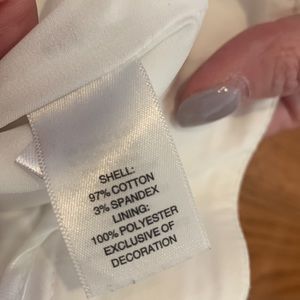 SHELL:
97% COTTON
3% SPANDEX
LINING:
100% POLYESTER
EXCLUSIVE OF
DECORATION